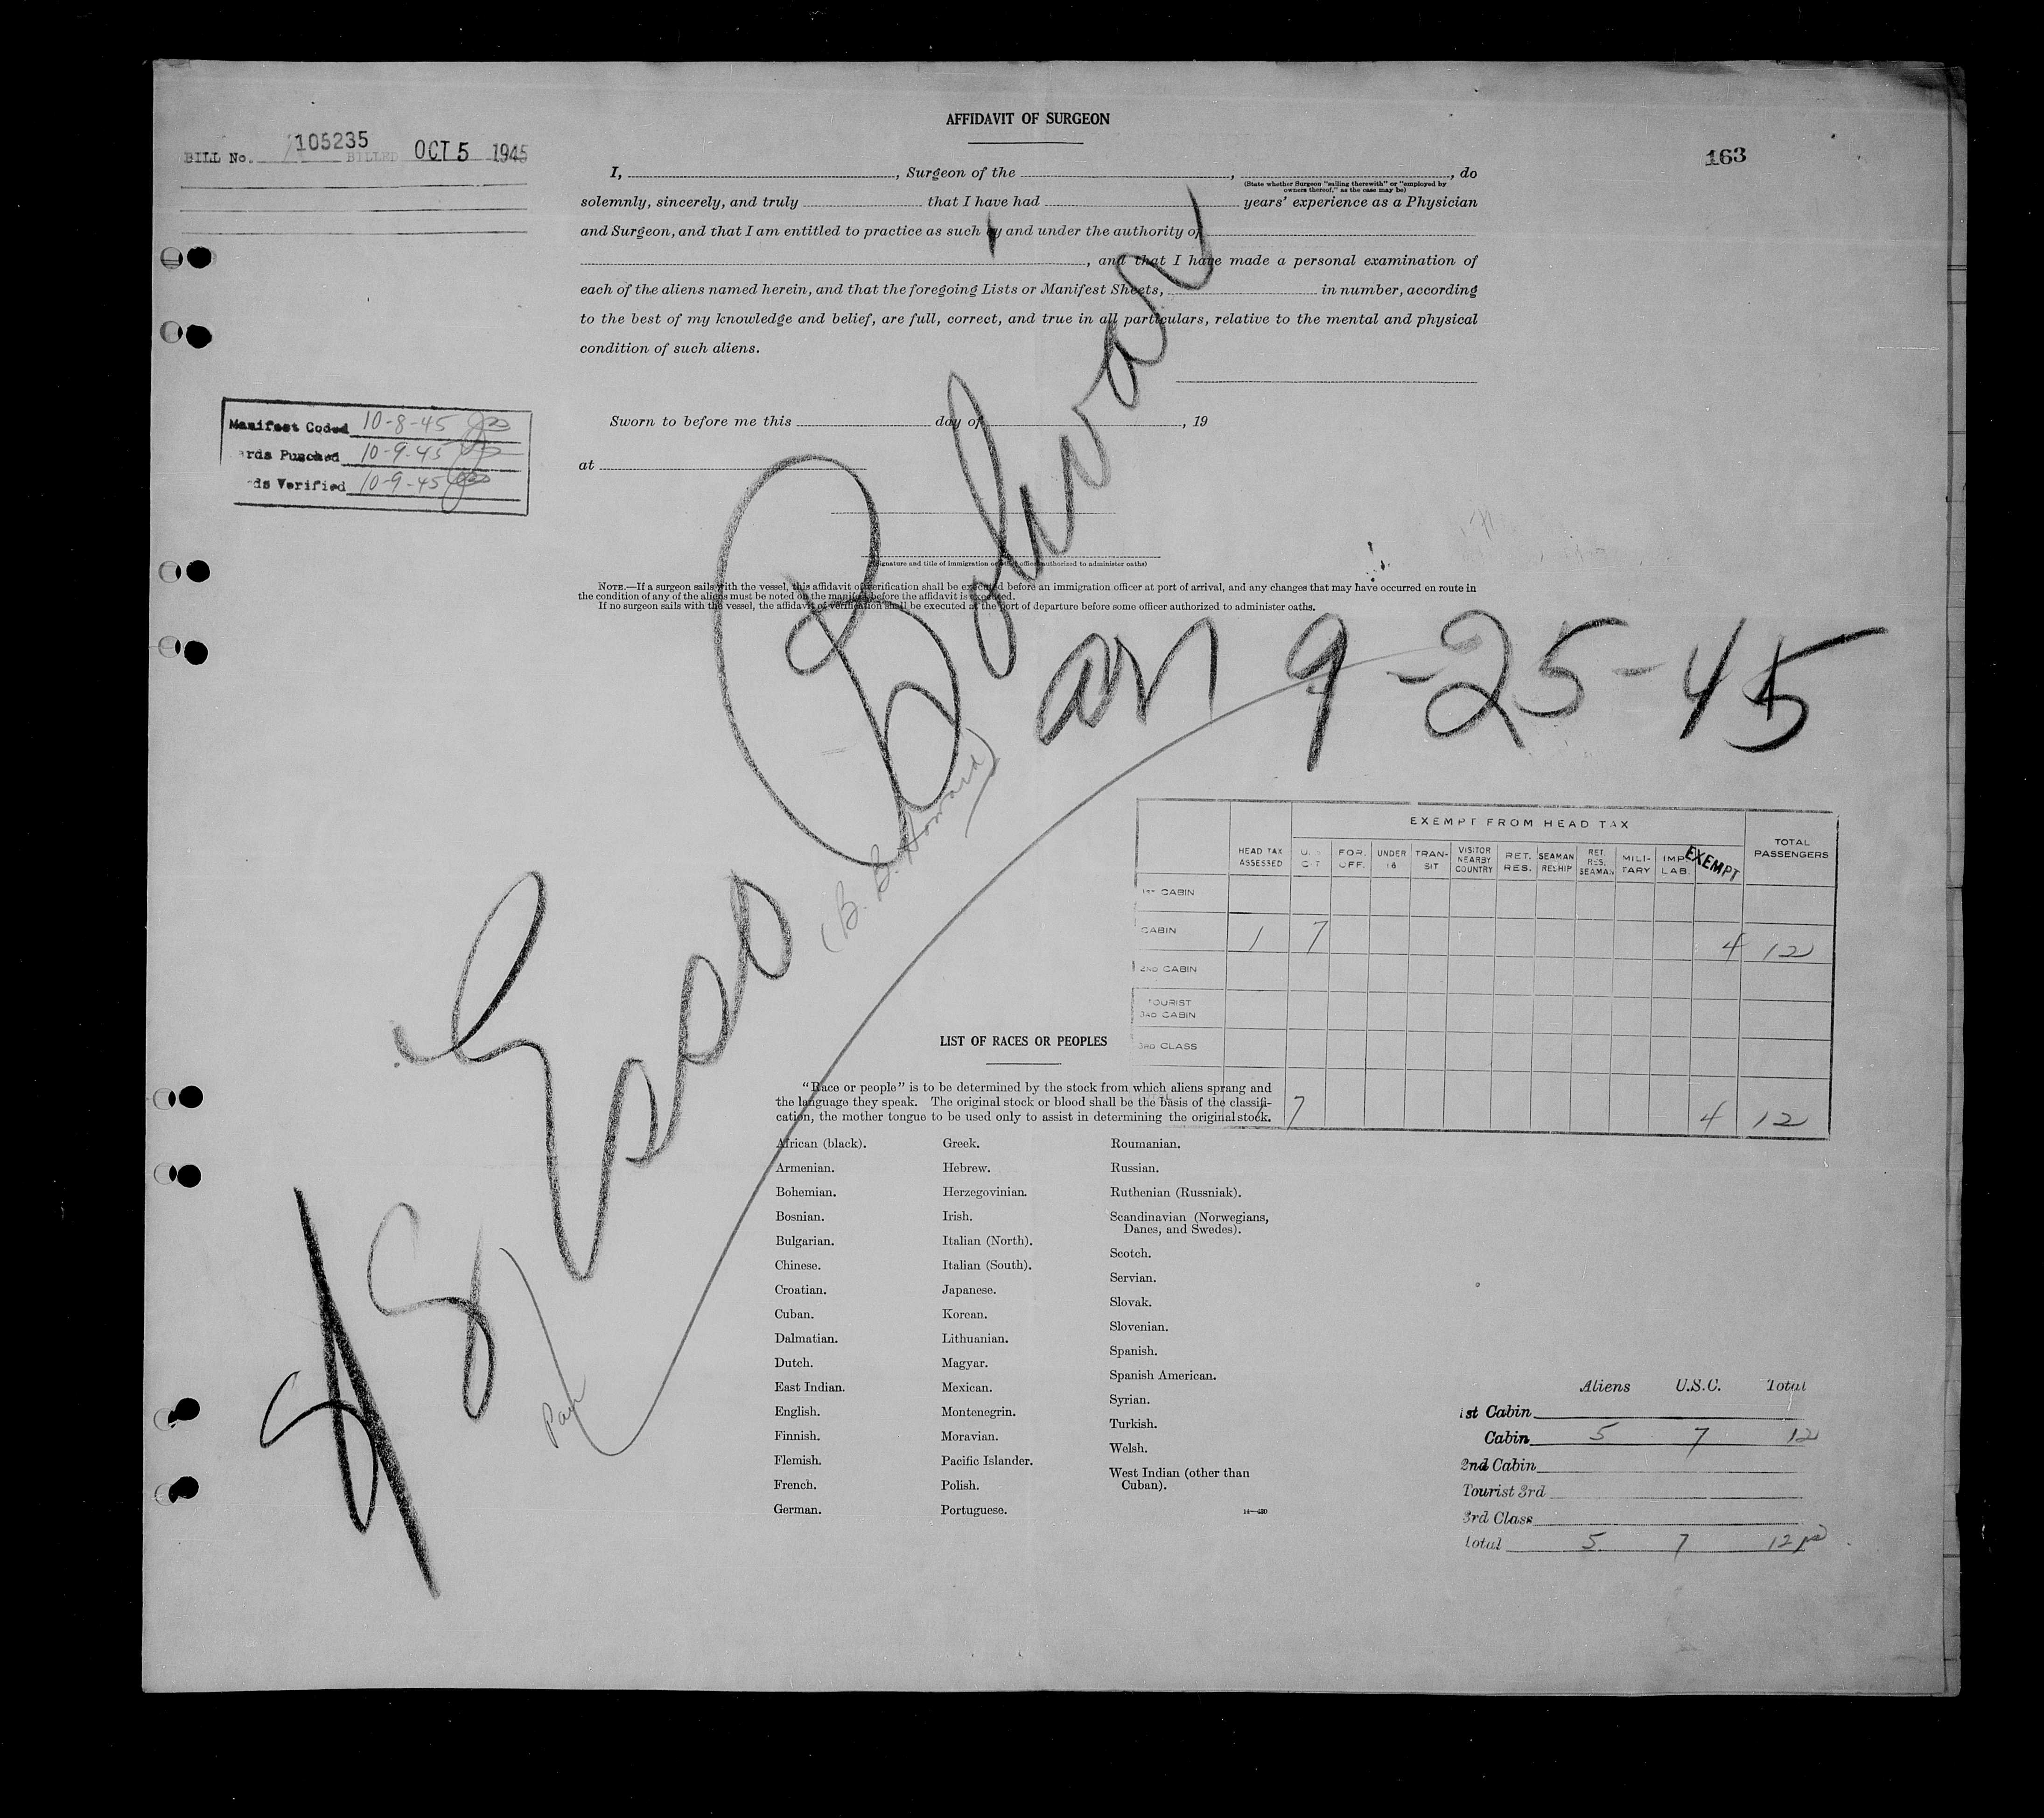 AFFIDAVIT OF SURGEON
BILL No. 105235 BILLED OCT 5 1945
163
I, , Surgeon of the , , do
(State whether Surgeon "sailing therewith" or "employed by owners thereof," as the case may be)
solemnly, sincerely, and truly that I have had years' experience as a Physician
and Surgeon, and that I am entitled to practice as such by and under the authority of
, and that I have made a personal examination of
each of the aliens named herein, and that the foregoing Lists or Manifest Sheets, in number, according
to the best of my knowledge and belief, are full, correct, and true in all particulars, relative to the mental and physical
condition of such aliens.
Manifest Coded 10-8-45
ards Punched 10-9-45
ds Verified 10-9-45
Sworn to before me this day of , 19
at
(Signature and title of immigration or other officer authorized to administer oaths)
NOTE.—If a surgeon sails with the vessel, this affidavit of verification shall be executed before an immigration officer at port of arrival, and any changes that may have occurred en route in
the condition of any of the aliens must be noted on the manifest before the affidavit is executed.
If no surgeon sails with the vessel, the affidavit of verification shall be executed at the port of departure before some officer authorized to administer oaths.
SS Esso Bolivar
arr 9-25-45
(B. B. Howard)
EXEMPT FROM HEAD TAX
HEAD TAX ASSESSED U.S. CIT FOR. OFF. UNDER 16 TRAN-SIT VISITOR NEARBY COUNTRY RET. RES. SEAMAN RELSHIP RET. RES. SEAMAN MILI-TARY IMP. LAB. EXEMPT TOTAL PASSENGERS
1ST CABIN
CABIN 1 7 4 12
2ND CABIN
TOURIST 3RD CABIN
3RD CLASS
7 4 12
LIST OF RACES OR PEOPLES
"Race or people" is to be determined by the stock from which aliens sprang and
the language they speak. The original stock or blood shall be the basis of the classifi-
cation, the mother tongue to be used only to assist in determining the original stock.
African (black).
Armenian.
Bohemian.
Bosnian.
Bulgarian.
Chinese.
Croatian.
Cuban.
Dalmatian.
Dutch.
East Indian.
English.
Finnish.
Flemish.
French.
German.
Greek.
Hebrew.
Herzegovinian.
Irish.
Italian (North).
Italian (South).
Japanese.
Korean.
Lithuanian.
Magyar.
Mexican.
Montenegrin.
Moravian.
Pacific Islander.
Polish.
Portuguese.
Roumanian.
Russian.
Ruthenian (Russniak).
Scandinavian (Norwegians,
Danes, and Swedes).
Scotch.
Servian.
Slovak.
Slovenian.
Spanish.
Spanish American.
Syrian.
Turkish.
Welsh.
West Indian (other than
Cuban).
Aliens U.S.C. Total
1st Cabin
Cabin 5 7 12
2nd Cabin
Tourist 3rd
3rd Class
Total 5 7 12